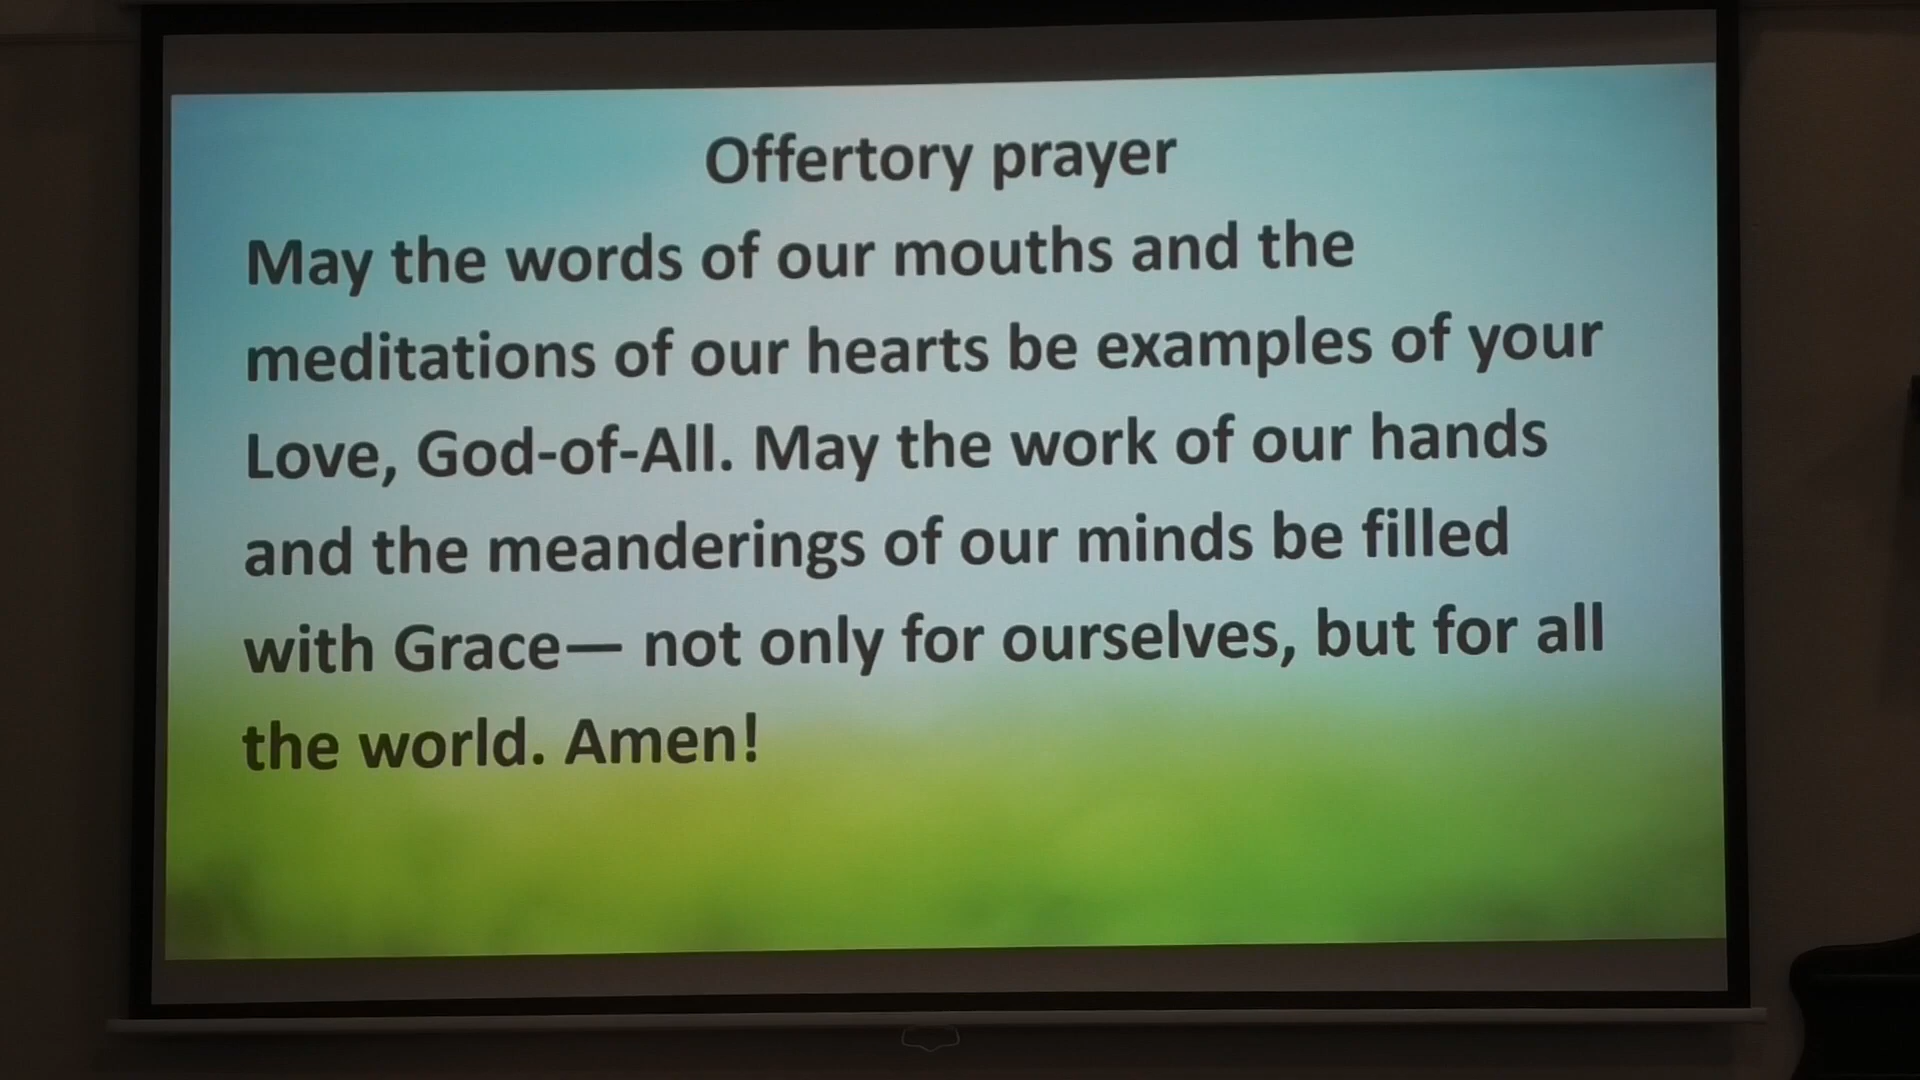 Offertory prayer
May the words of our mouths and the
meditations of our hearts be examples of your
Love, God-of-All. May the work of our hands
and the meanderings of our minds be filled
with Grace— not only for ourselves, but for all
the world. Amen!